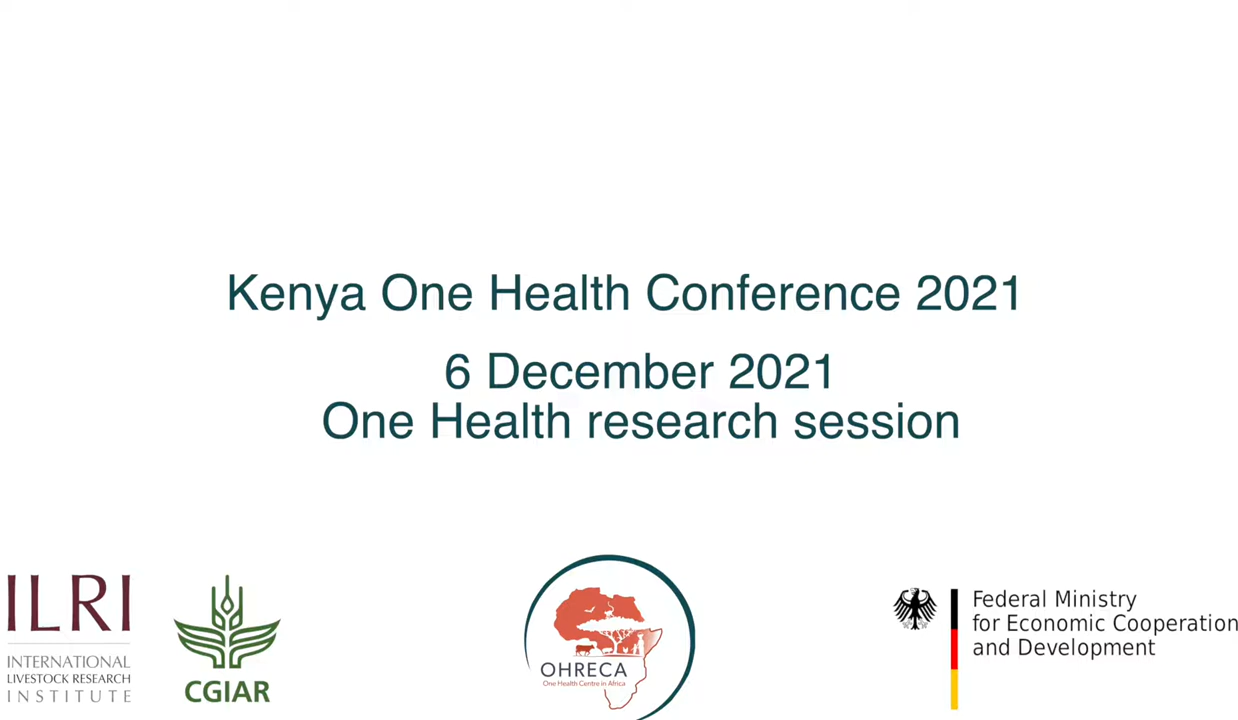 Kenya One Health Conference 2021
6 December 2021
One Health research session
ILRI
INTERNATIONAL
LIVESTOCK RESEARCH
INSTITUTE
CGIAR
OHRECA
One Health Centre in Africa
Federal Ministry
for Economic Cooperation
and Development